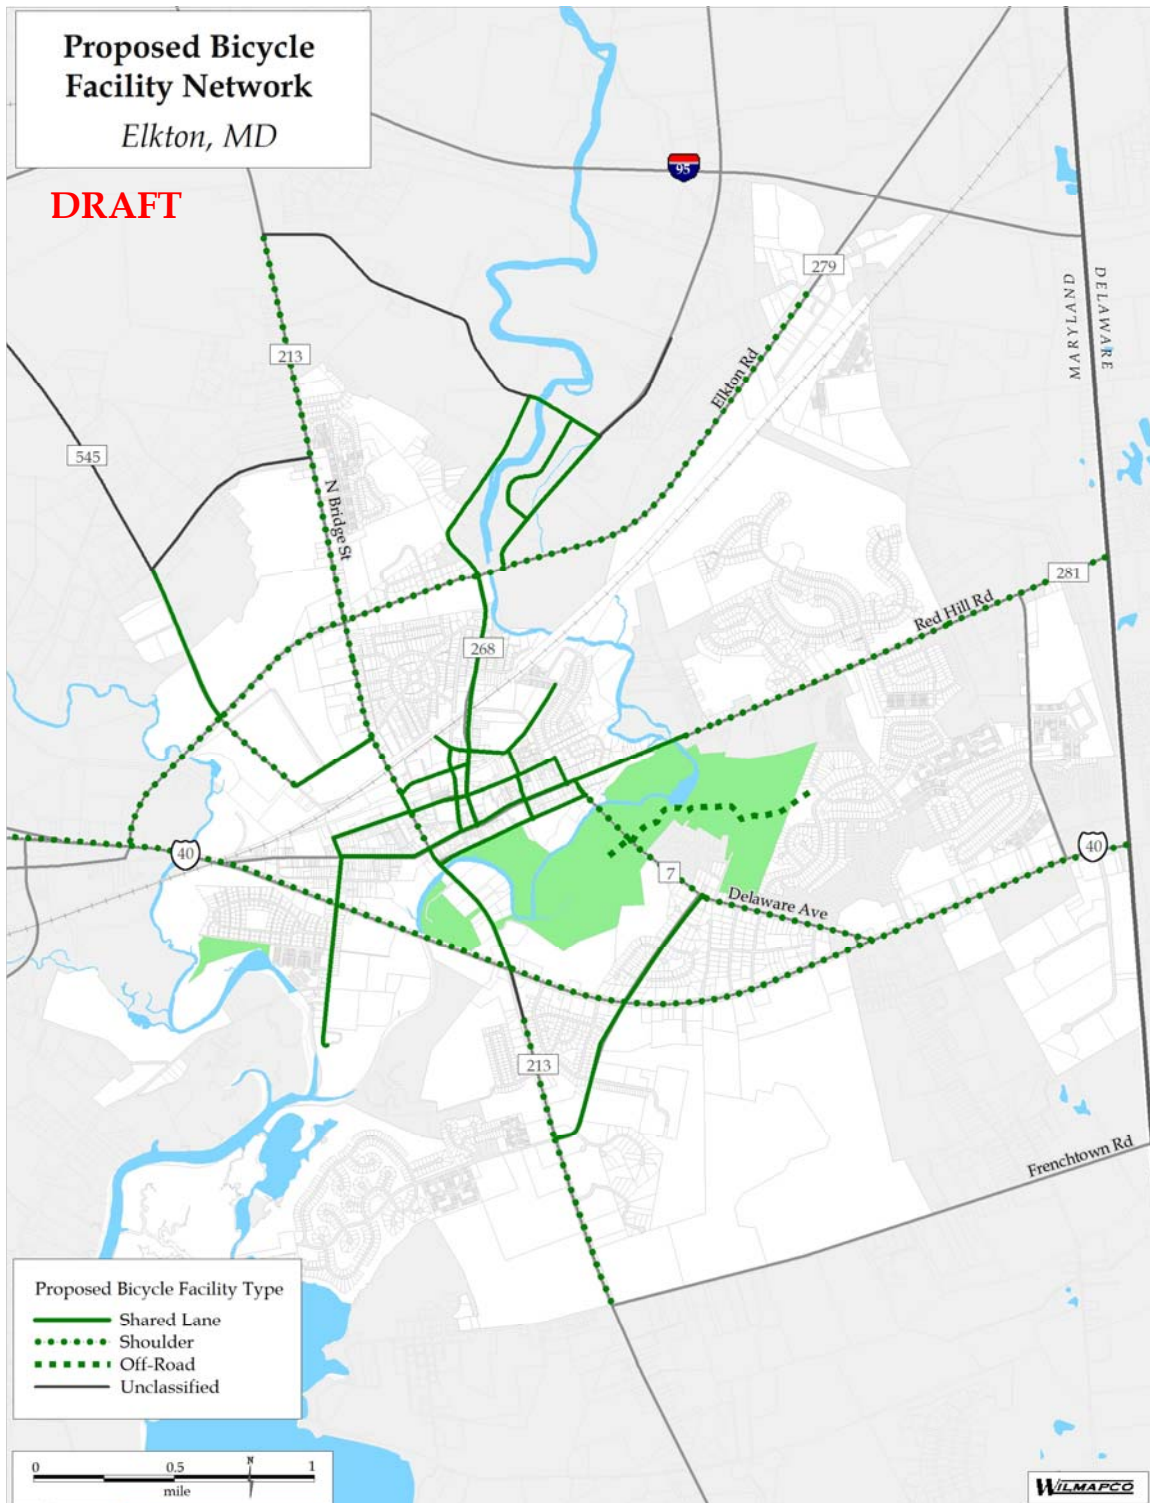 Proposed Bicycle
Facility Network
Elkton, MD
DRAFT
95
279
MARYLAND
DELAWARE
213
Elkton Rd
545
N Bridge St
281
Red Hill Rd
268
40
40
7
Delaware Ave
213
Frenchtown Rd
Proposed Bicycle Facility Type
Shared Lane
Shoulder
Off-Road
Unclassified
0 0.5 N 1
mile
WILMAPCO